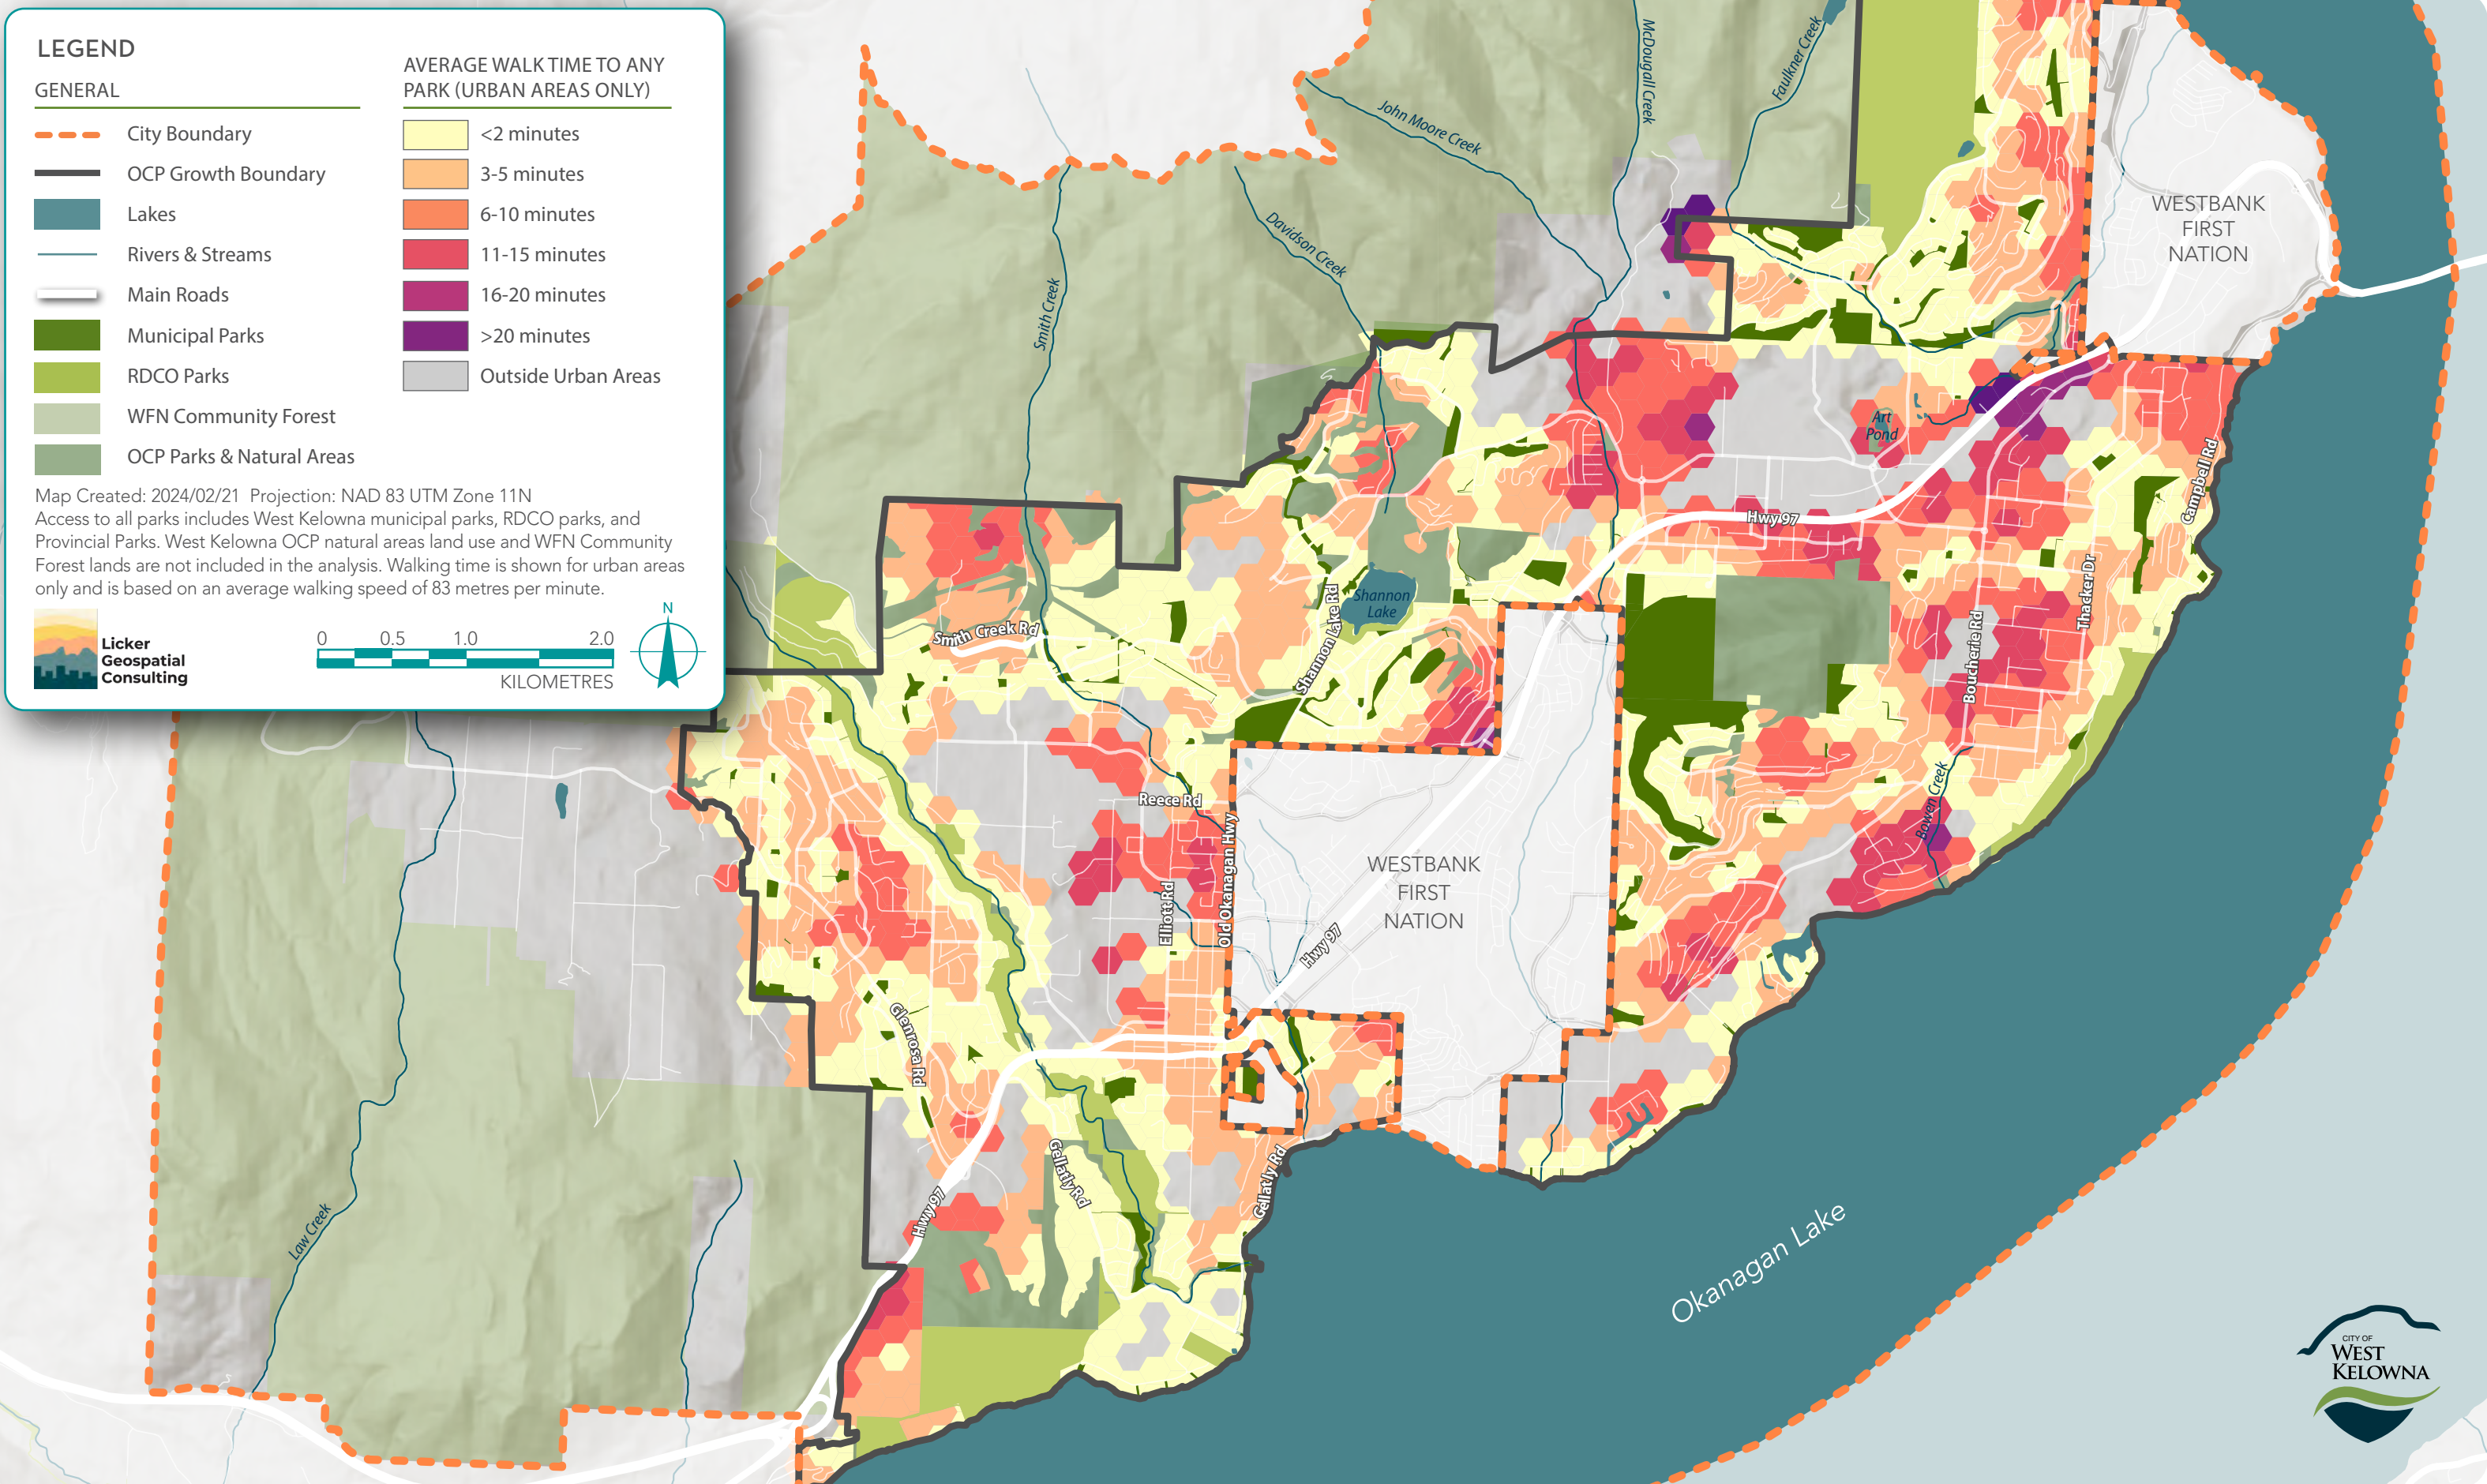 LEGEND
GENERAL
City Boundary
OCP Growth Boundary
Lakes
Rivers & Streams
Main Roads
Municipal Parks
RDCO Parks
WFN Community Forest
OCP Parks & Natural Areas
AVERAGE WALK TIME TO ANY
PARK (URBAN AREAS ONLY)
<2 minutes
3-5 minutes
6-10 minutes
11-15 minutes
16-20 minutes
>20 minutes
Outside Urban Areas
Map Created: 2024/02/21 Projection: NAD 83 UTM Zone 11N
Access to all parks includes West Kelowna municipal parks, RDCO parks, and
Provincial Parks. West Kelowna OCP natural areas land use and WFN Community
Forest lands are not included in the analysis. Walking time is shown for urban areas
only and is based on an average walking speed of 83 metres per minute.
Licker
Geospatial
Consulting
0 0.5 1.0 2.0
KILOMETRES
N
McDougall Creek
Faulkner Creek
John Moore Creek
Davidson Creek
Smith Creek
WESTBANK
FIRST
NATION
Art
Pond
Campbell Rd
Hwy 97
Thacker Dr
Shannon
Lake
Shannon Lake Rd
Smith Creek Rd
Boucherie Rd
Bowen Creek
Reece Rd
Old Okanagan Hwy
Elliott Rd
WESTBANK
FIRST
NATION
Hwy 97
Glenrosa Rd
Gellatly Rd
Gellatly Rd
Hwy 97
Law Creek
Okanagan Lake
CITY OF
WEST
KELOWNA